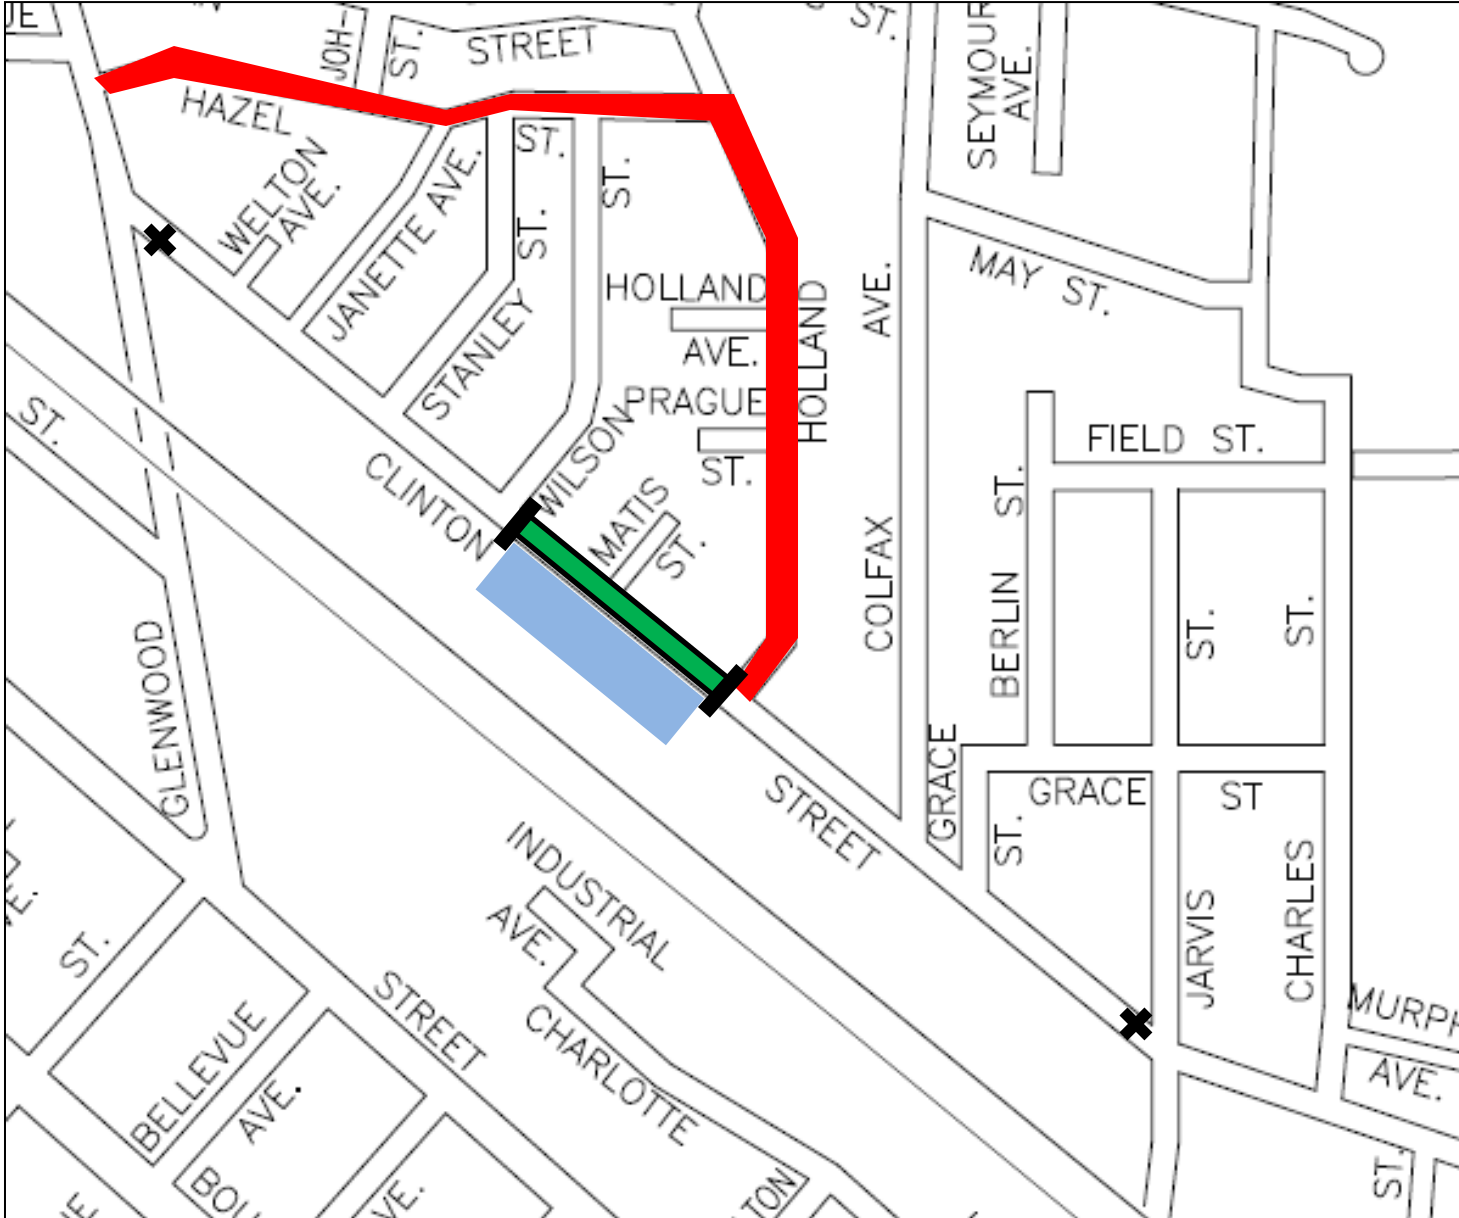 ST.
STREET
ST.
SEYMOUR
AVE.
HAZEL
ST.
ST.
WELTON
AVE.
JANETTE AVE.
ST.
STANLEY
HOLLAND
AVE.
HOLLAND
AVE.
MAY ST.
PRAGUE
ST.
WILSON
MATIS
ST.
CLINTON
STREET
COLFAX
FIELD ST.
ST.
BERLIN
ST.
ST.
GRACE
ST.
GRACE
ST
JARVIS
CHARLES
ST.
GLENWOOD
INDUSTRIAL
AVE.
CHARLOTTE
STREET
ST.
BELLEVUE
AVE.
AVE.
ST.